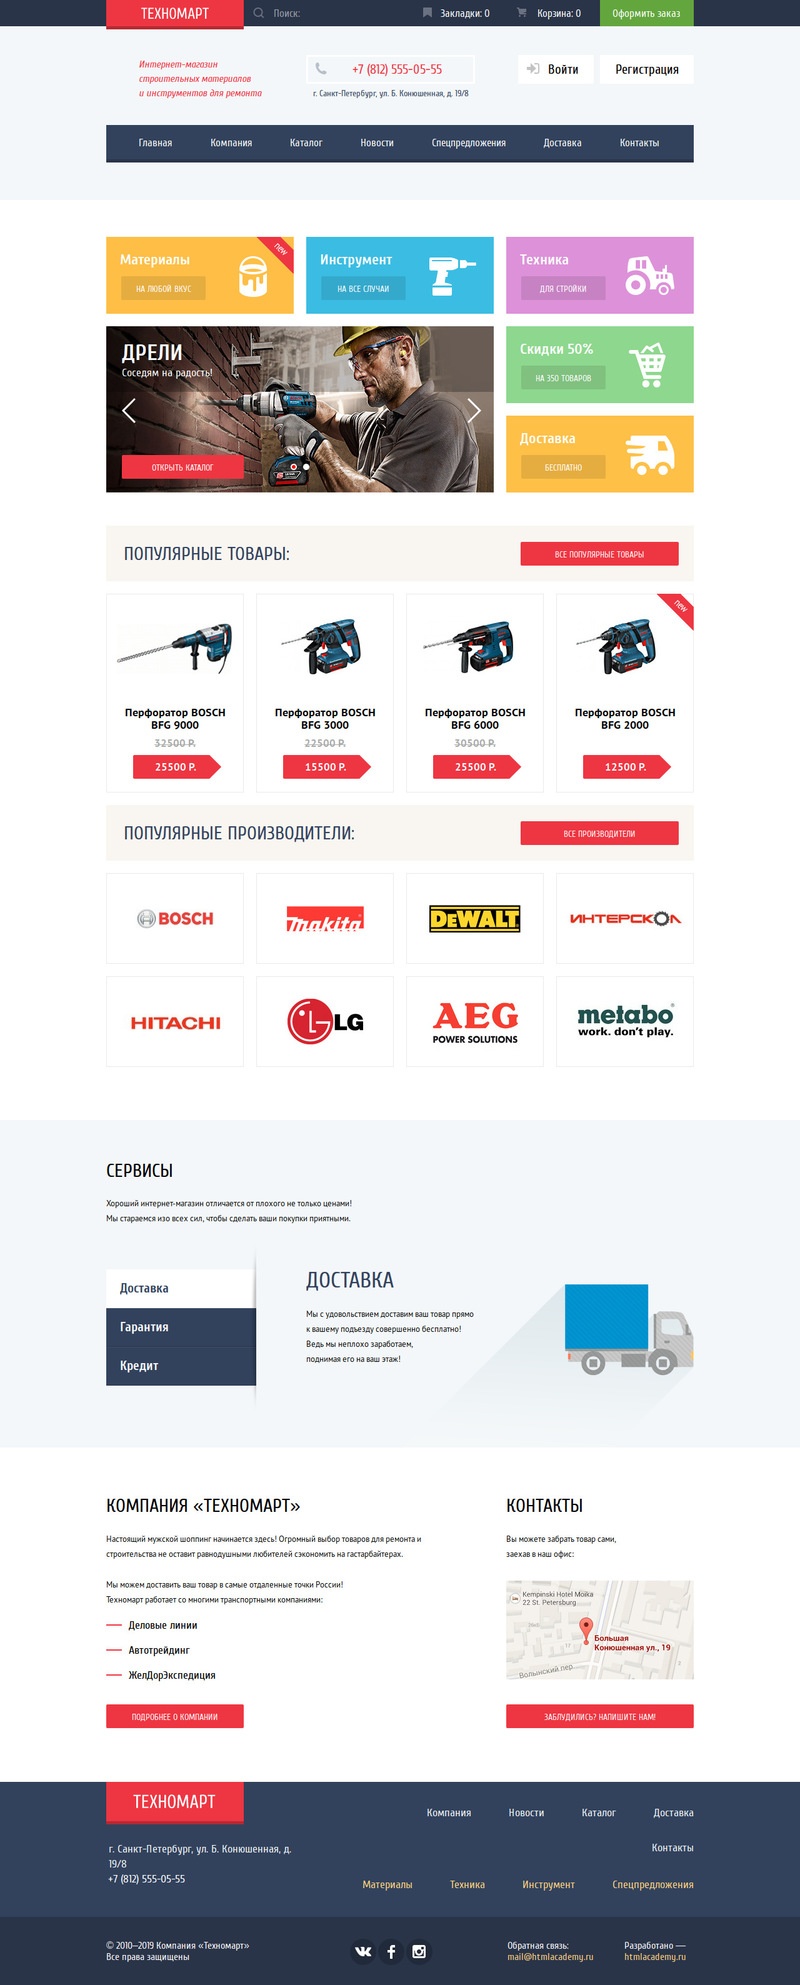 ТЕХНОМАРТ
Поиск:
Закладки: 0
Корзина: 0
Оформить заказ
Интернет-магазин
строительных материалов
и инструментов для ремонта
+7 (812) 555-05-55
г. Санкт-Петербург, ул. Б. Конюшенная, д. 19/8
Войти
Регистрация
Главная
Компания
Каталог
Новости
Спецпредложения
Доставка
Контакты
Материалы
НА ЛЮБОЙ ВКУС
new
Инструмент
НА ВСЕ СЛУЧАИ
Техника
ДЛЯ СТРОЙКИ
ДРЕЛИ
Соседям на радость!
ОТКРЫТЬ КАТАЛОГ
Скидки 50%
НА 350 ТОВАРОВ
Доставка
БЕСПЛАТНО
ПОПУЛЯРНЫЕ ТОВАРЫ:
ВСЕ ПОПУЛЯРНЫЕ ТОВАРЫ
Перфоратор BOSCH
BFG 9000
32500 Р.
25500 Р.
Перфоратор BOSCH
BFG 3000
22500 Р.
15500 Р.
Перфоратор BOSCH
BFG 6000
30500 Р.
25500 Р.
new
Перфоратор BOSCH
BFG 2000
12500 Р.
ПОПУЛЯРНЫЕ ПРОИЗВОДИТЕЛИ:
ВСЕ ПРОИЗВОДИТЕЛИ
BOSCH
makita
DEWALT
ИНТЕРСКОЛ
HITACHI
LG
AEG
POWER SOLUTIONS
metabo
work. don't play.
СЕРВИСЫ
Хороший интернет-магазин отличается от плохого не только ценами!
Мы стараемся изо всех сил, чтобы сделать ваши покупки приятными.
Доставка
Гарантия
Кредит
ДОСТАВКА
Мы с удовольствием доставим ваш товар прямо
к вашему подъезду совершенно бесплатно!
Ведь мы неплохо заработаем,
поднимая его на ваш этаж!
КОМПАНИЯ «ТЕХНОМАРТ»
Настоящий мужской шоппинг начинается здесь! Огромный выбор товаров для ремонта и
строительства не оставит равнодушными любителей сэкономить на гастарбайтерах.
Мы можем доставить ваш товар в самые отдаленные точки России!
Техномарт работает со многими транспортными компаниями:
Деловые линии
Автотрейдинг
ЖелДорЭкспедиция
ПОДРОБНЕЕ О КОМПАНИИ
КОНТАКТЫ
Вы можете забрать товар сами,
заехав в наш офис:
Kempinski Hotel Moika
22 St. Petersburg
Большая
Конюшенная ул., 19
Волынский пер.
ЗАБЛУДИЛИСЬ? НАПИШИТЕ НАМ!
ТЕХНОМАРТ
г. Санкт-Петербург, ул. Б. Конюшенная, д.
19/8
+7 (812) 555-05-55
Компания
Новости
Каталог
Доставка
Контакты
Материалы
Техника
Инструмент
Спецпредложения
© 2010—2019 Компания «Техномарт»
Все права защищены
Обратная связь:
mail@htmlacademy.ru
Разработано —
htmlacademy.ru